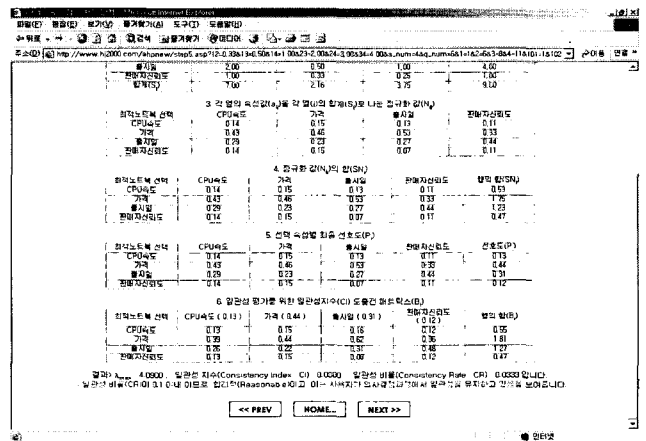 Microsoft Internet Explorer
파일(F) 편집(E) 보기(V) 즐겨찾기(A) 도구(T) 도움말(H)
뒤로 검색 즐겨찾기 미디어
주소(D) 이동 연결 »
출시일 2.00 0.50 1.00 4.00
판매자신뢰도 1.00 0.33 0.25 1.00
합계(Sj) 7.00 2.16 3.75 9.00
3. 각 열의 속성값(aij)을 각 열(j)의 합계(Sj)로 나눈 정규화 값(Nij)
최적노트북 선택 CPU속도 가격 출시일 판매자신뢰도
CPU속도 0.14 0.15 0.13 0.11
가격 0.43 0.46 0.53 0.33
출시일 0.29 0.23 0.27 0.44
판매자신뢰도 0.14 0.15 0.07 0.11
4. 정규화 값(Nij)의 합(SNi)
최적노트북 선택 CPU속도 가격 출시일 판매자신뢰도 행의 합(SNi)
CPU속도 0.14 0.15 0.13 0.11 0.53
가격 0.43 0.46 0.53 0.33 1.75
출시일 0.29 0.23 0.27 0.44 1.23
판매자신뢰도 0.14 0.15 0.07 0.11 0.47
5. 선택 속성별 최종 선호도(Pi)
최적노트북 선택 CPU속도 가격 출시일 판매자신뢰도 선호도(Pi)
CPU속도 0.14 0.15 0.13 0.11 0.13
가격 0.43 0.46 0.53 0.33 0.44
출시일 0.29 0.23 0.27 0.44 0.31
판매자신뢰도 0.14 0.15 0.07 0.11 0.12
6. 일관성 평가를 위한 일관성지수(CI) 도출전 매트릭스(Bi)
최적노트북 선택 CPU속도 ( 0.13 ) 가격 ( 0.44 ) 출시일 ( 0.31 ) 판매자신뢰도 ( 0.12 ) 행의 합(Bi)
CPU속도 0.13 0.15 0.16 0.12 0.55
가격 0.39 0.44 0.62 0.36 1.81
출시일 0.26 0.22 0.31 0.48 1.27
판매자신뢰도 0.13 0.15 0.08 0.12 0.47
결과> λmax 4.0900, 일관성 지수(Consistency Index CI) 0.0300 일관성 비율(Consistency Rate CR) 0.0333 입니다.
일관성 비율(CR)이 0.1 이내 이므로 합리적(Reasonable)이고 이는 사용자가 의사결정과정에서 일관성을 유지하고 있음을 보여줍니다.
<< PREV HOME... NEXT >>
인터넷